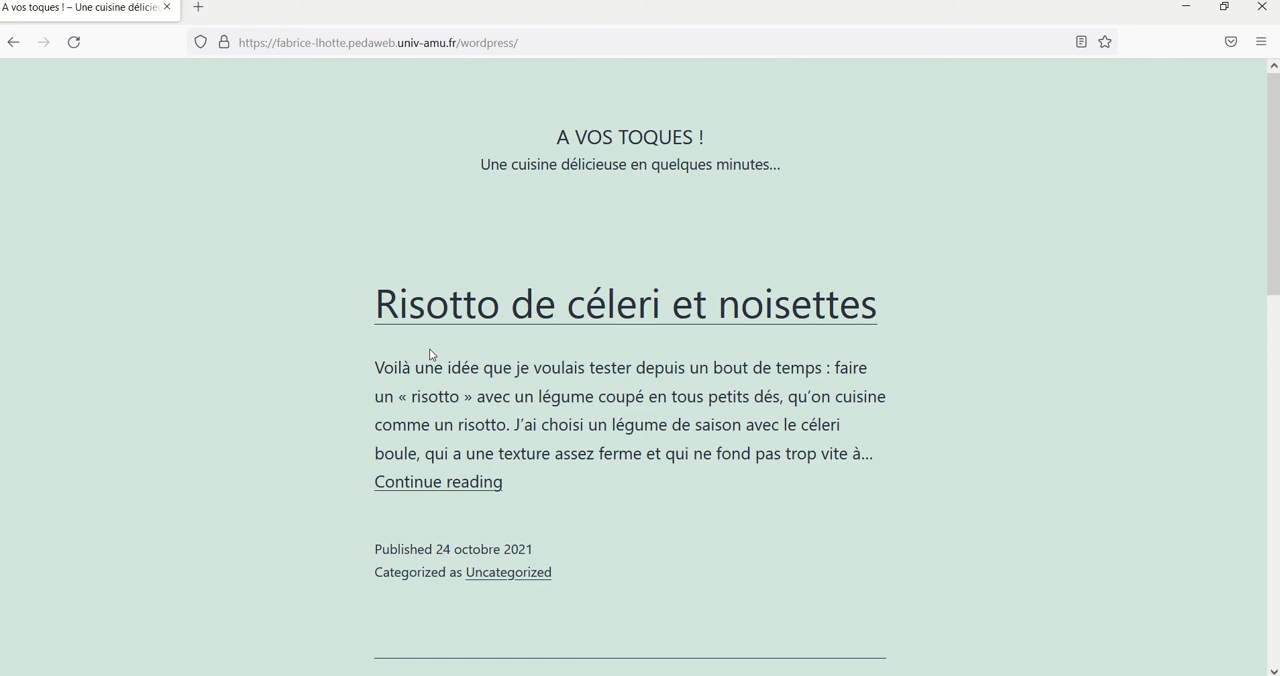 A vos toques ! – Une cuisine délicie
https://fabrice-lhotte.pedaweb.univ-amu.fr/wordpress/
A VOS TOQUES !
Une cuisine délicieuse en quelques minutes...
Risotto de céleri et noisettes
Voilà une idée que je voulais tester depuis un bout de temps : faire
un « risotto » avec un légume coupé en tous petits dés, qu’on cuisine
comme un risotto. J’ai choisi un légume de saison avec le céleri
boule, qui a une texture assez ferme et qui ne fond pas trop vite à…
Continue reading
Published 24 octobre 2021
Categorized as Uncategorized